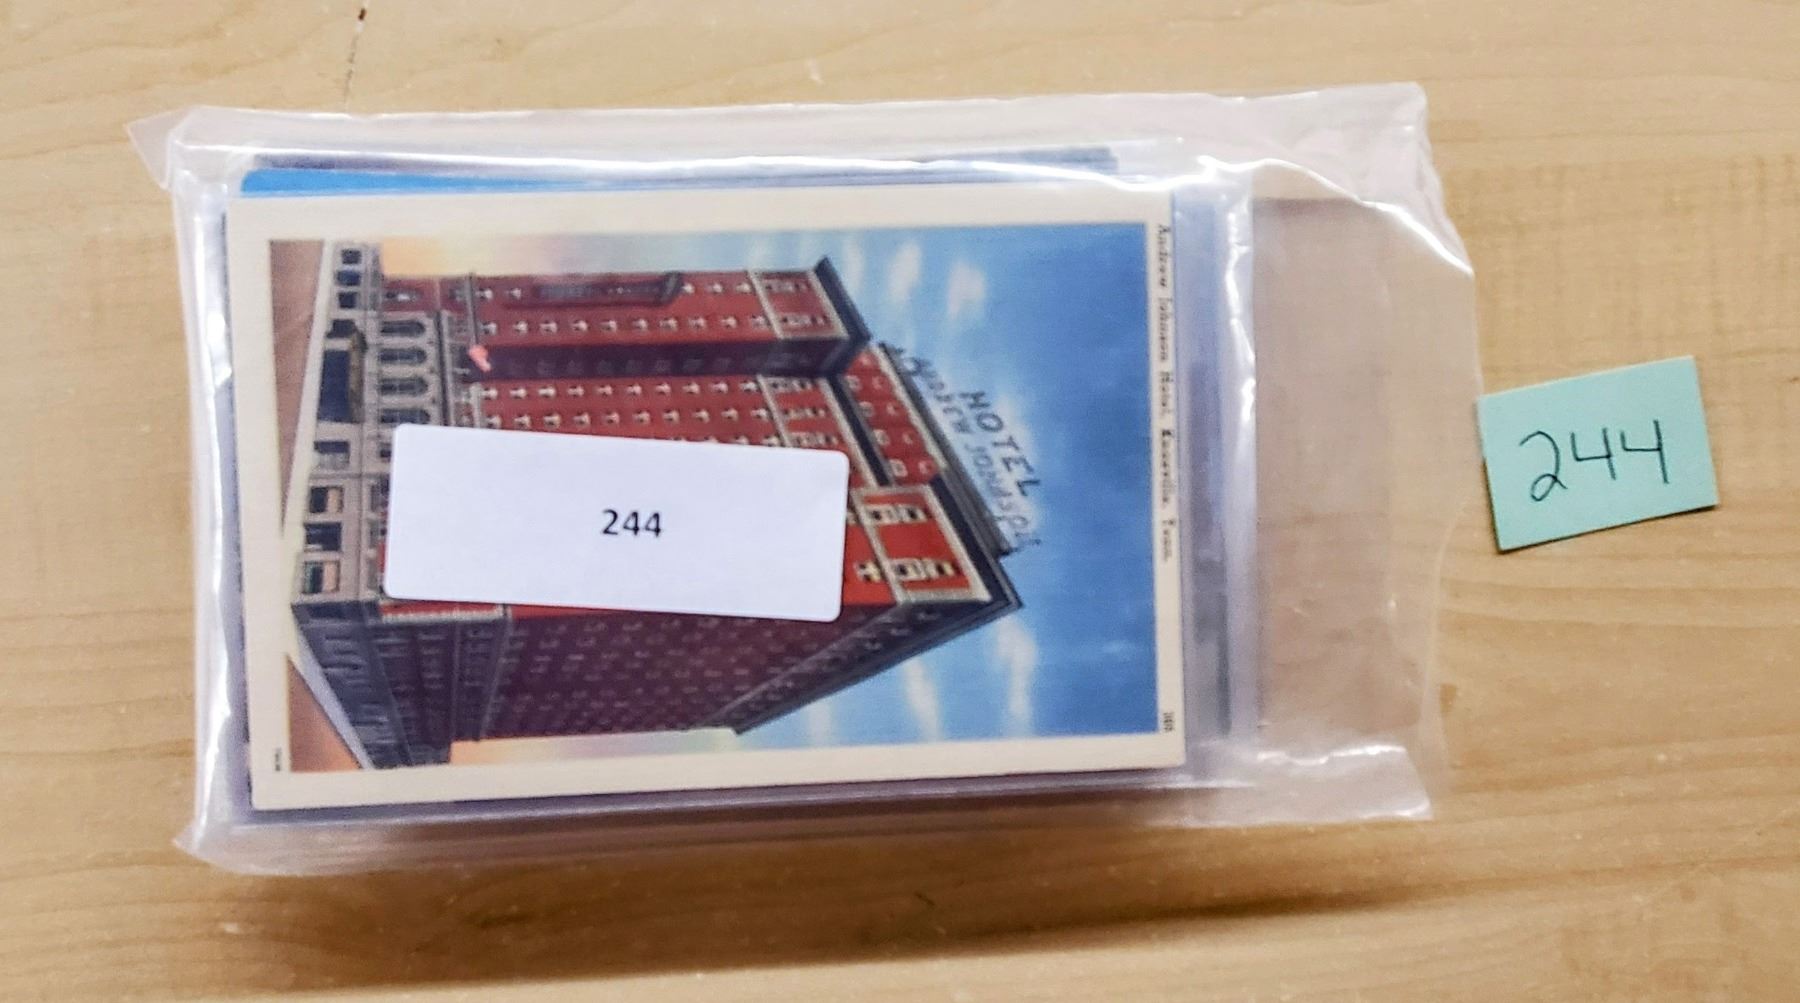 Andrew Johnson Hotel, Knoxville, Tenn.
HOTEL
ANDREW JOHNSON
244
244